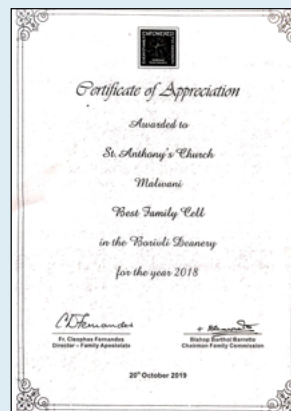 EMPOWERED
Certificate of Appreciation
Awarded to
St. Anthony's Church
Malwani
Best Family Cell
in the Borivli Deanery
for the year 2018
Fr. Cleophas Fernandes
Director - Family Apostolate
Bishop Barthol Barretto
Chairman Family Commission
20th October 2019